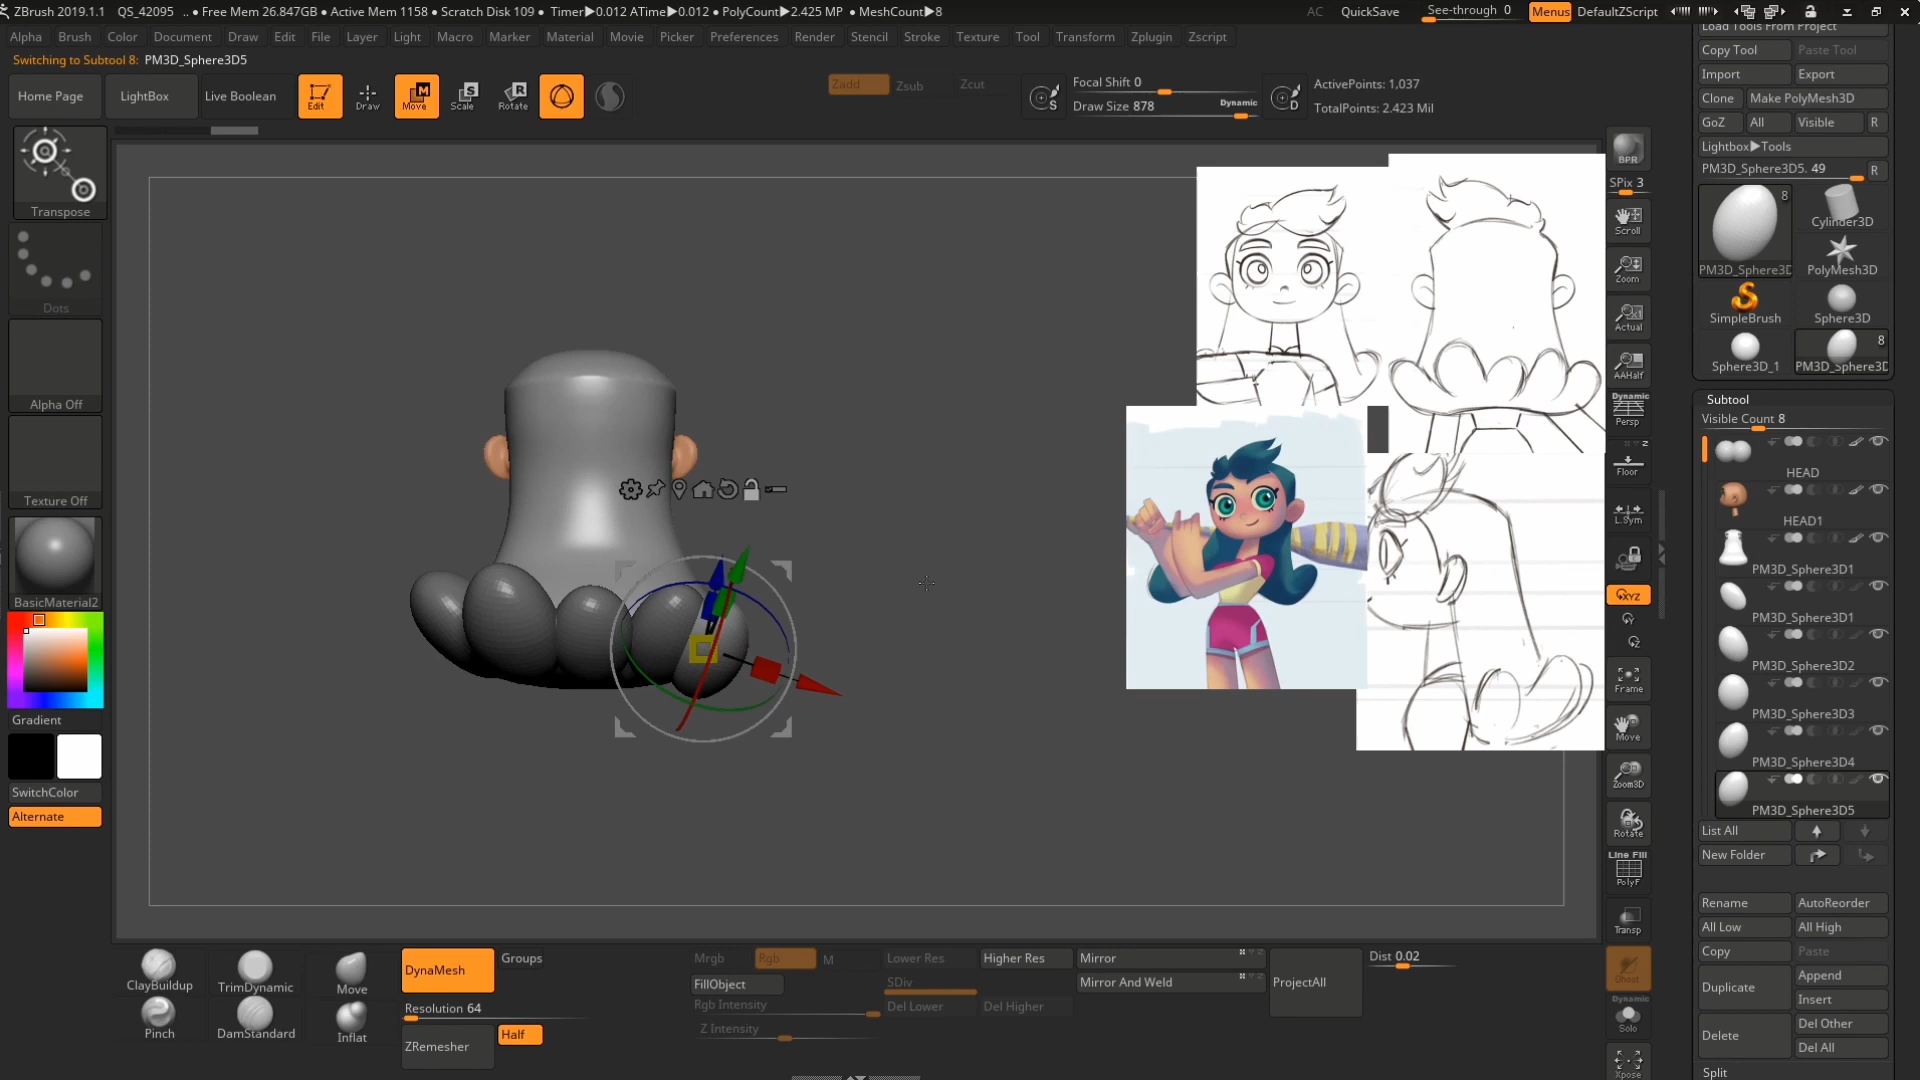 ZBrush 2019.1.1 QS_42095 .. • Free Mem 26.847GB • Active Mem 1158 • Scratch Disk 109 • Timer▶0.012 ATime▶0.012 • PolyCount▶2.425 MP • MeshCount▶8 AC QuickSave See-through 0 Menus DefaultZScript
Alpha Brush Color Document Draw Edit File Layer Light Macro Marker Material Movie Picker Preferences Render Stencil Stroke Texture Tool Transform Zplugin Zscript
Switching to Subtool 8: PM3D_Sphere3D5
Home Page LightBox Live Boolean Edit Draw Move Scale Rotate
Zadd Zsub Zcut
Focal Shift 0
Draw Size 878 Dynamic
S D
ActivePoints: 1,037
TotalPoints: 2.423 Mil
Transpose
Dots
Alpha Off
Texture Off
BasicMaterial2
Gradient
SwitchColor
Alternate
BPR
SPix 3
Scroll
Zoom
Actual
AAHalf
Dynamic
Persp
Floor
L.Sym
XYZ
Frame
Move
Zoom3D
Rotate
Line Fill
PolyF
Transp
Ghost
Dynamic
Solo
Xpose
Load Tools From Project
Copy Tool Paste Tool
Import Export
Clone Make PolyMesh3D
GoZ All Visible R
Lightbox▶Tools
PM3D_Sphere3D5. 49 R
8
PM3D_Sphere3D Cylinder3D
PolyMesh3D
SimpleBrush Sphere3D
8
Sphere3D_1 PM3D_Sphere3D
Subtool
Visible Count 8
HEAD
HEAD1
PM3D_Sphere3D1
PM3D_Sphere3D1
PM3D_Sphere3D2
PM3D_Sphere3D3
PM3D_Sphere3D4
PM3D_Sphere3D5
List All
New Folder
Rename AutoReorder
All Low All High
Copy Paste
Duplicate Append
Insert
Delete Del Other
Del All
Split
ClayBuildup TrimDynamic Move
Pinch DamStandard Inflat
DynaMesh Groups
Resolution 64
ZRemesher Half
Mrgb Rgb M
FillObject
Rgb Intensity
Z Intensity
Lower Res Higher Res
SDiv
Del Lower Del Higher
Mirror
Mirror And Weld
ProjectAll
Dist 0.02